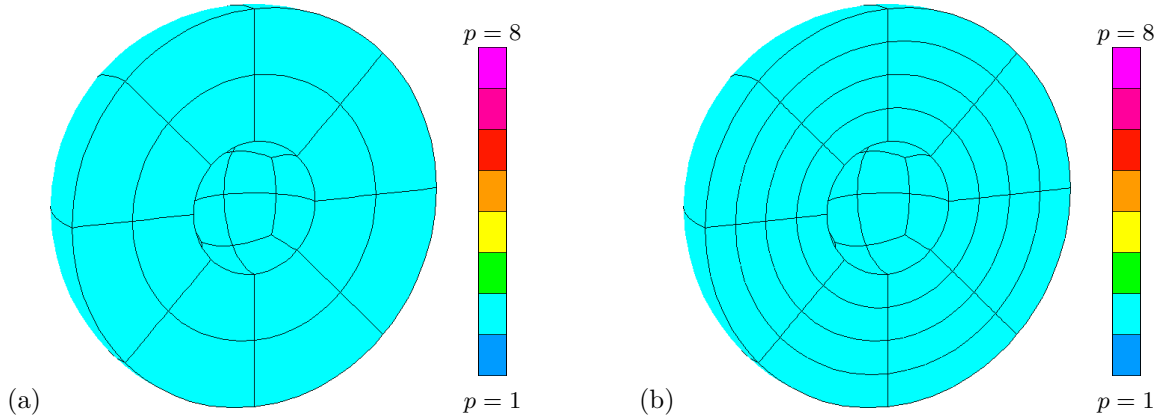 p = 8
p = 8
(a)
p = 1
(b)
p = 1